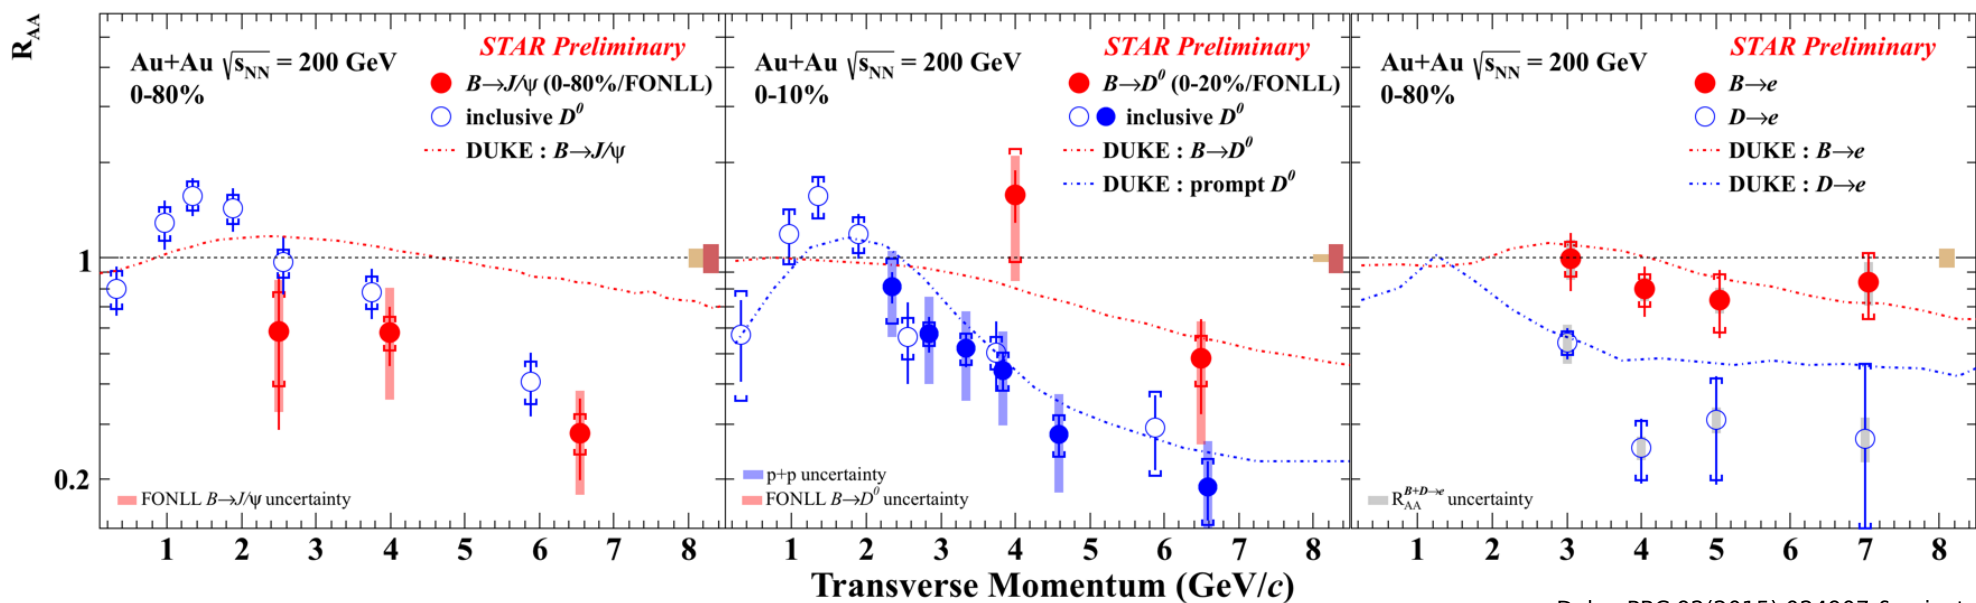 R_AA
STAR Preliminary
Au+Au √s_NN = 200 GeV
0-80%
B→J/ψ (0-80%/FONLL)
inclusive D⁰
DUKE : B→J/ψ
FONLL B→J/ψ uncertainty
STAR Preliminary
Au+Au √s_NN = 200 GeV
0-10%
B→D⁰ (0-20%/FONLL)
inclusive D⁰
DUKE : B→D⁰
DUKE : prompt D⁰
p+p uncertainty
FONLL B→D⁰ uncertainty
STAR Preliminary
Au+Au √s_NN = 200 GeV
0-80%
B→e
D→e
DUKE : B→e
DUKE : D→e
R_AA^B+D→e uncertainty
1
0.2
1 2 3 4 5 6 7 8
1 2 3 4 5 6 7 8
1 2 3 4 5 6 7 8
Transverse Momentum (GeV/c)